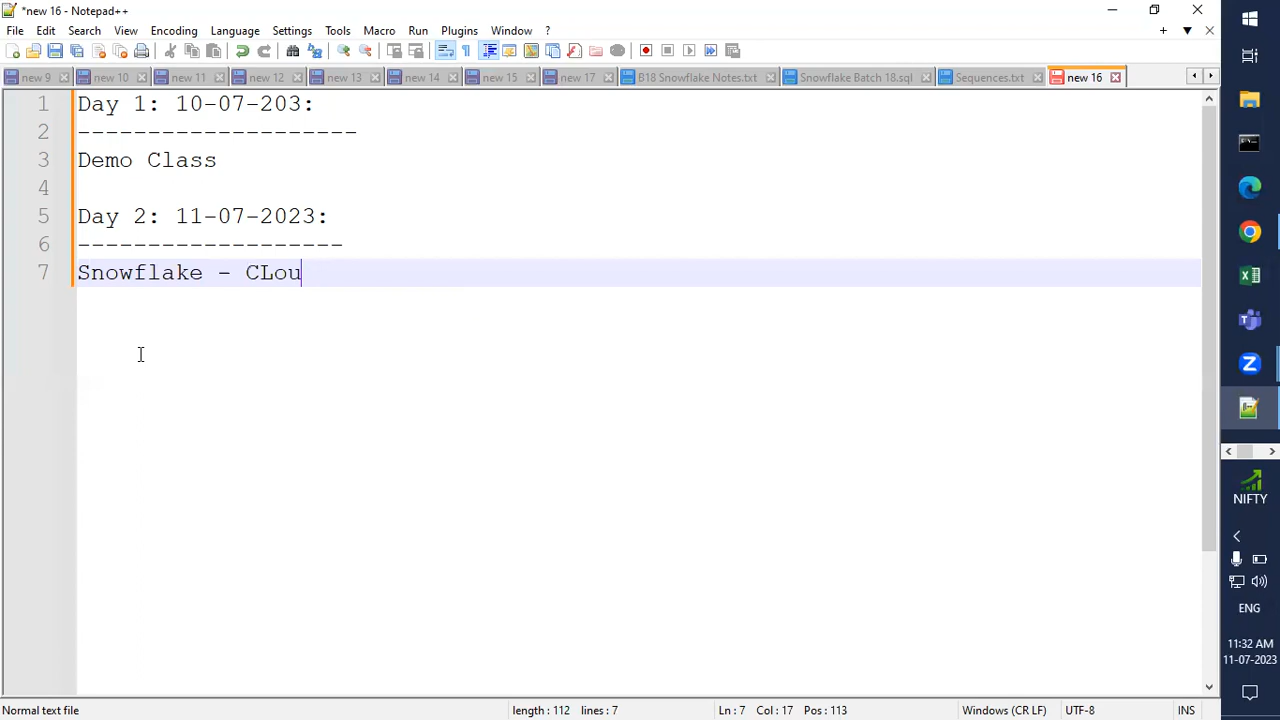 *new 16 - Notepad++
File Edit Search View Encoding Language Settings Tools Macro Run Plugins Window ?
new 9 new 10 new 11 new 12 new 13 new 14 new 15 new 17 B18 Snowflake Notes.txt Snowflake Batch 18.sql Sequences.txt new 16
1 Day 1: 10-07-203:
2 --------------------
3 Demo Class
4
5 Day 2: 11-07-2023:
6 -------------------
7 Snowflake - CLou
NIFTY
ENG
11:32 AM
11-07-2023
Normal text file length : 112 lines : 7 Ln : 7 Col : 17 Pos : 113 Windows (CR LF) UTF-8 INS